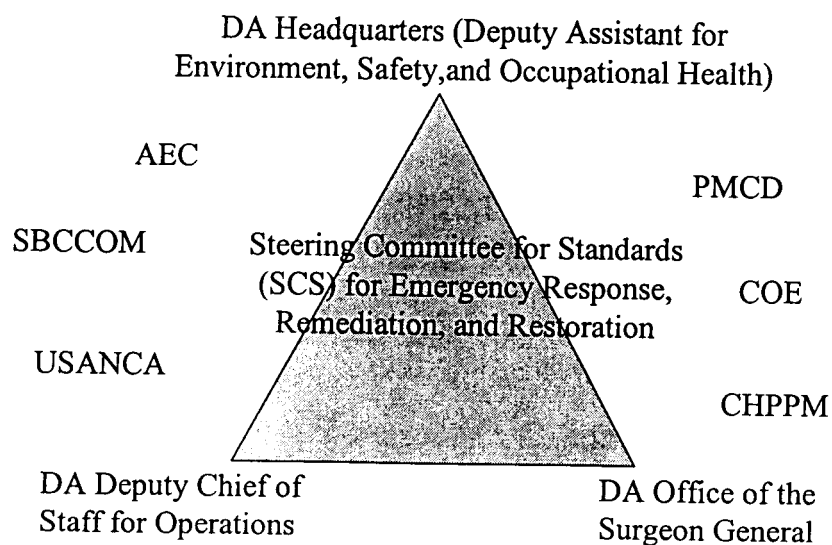 DA Headquarters (Deputy Assistant for
Environment, Safety,and Occupational Health)
AEC
PMCD
SBCCOM
Steering Committee for Standards
(SCS) for Emergency Response,
Remediation, and Restoration
COE
USANCA
CHPPM
DA Deputy Chief of
Staff for Operations
DA Office of the
Surgeon General